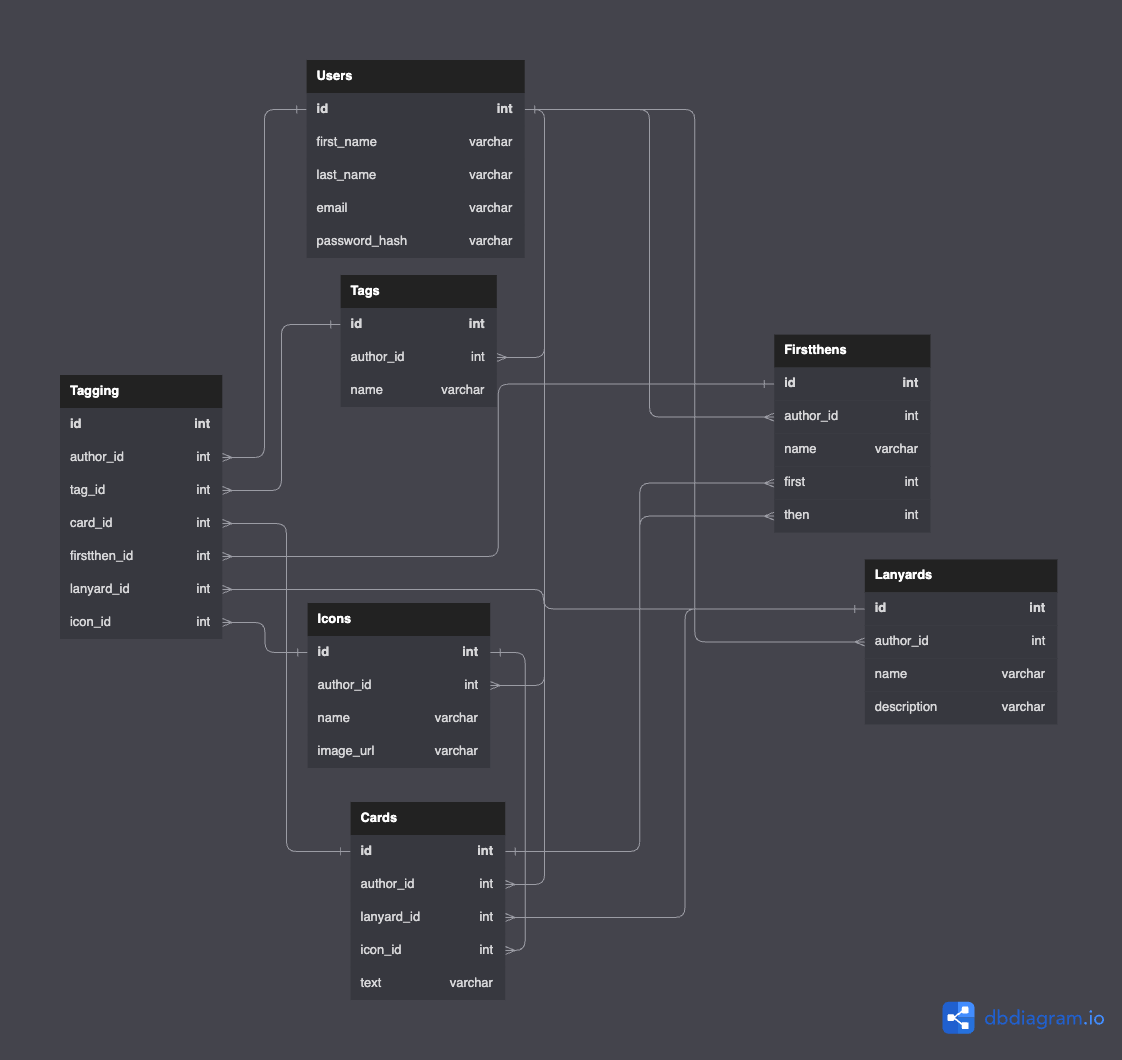 Users
id int
first_name varchar
last_name varchar
email varchar
password_hash varchar
Tags
id int
author_id int
name varchar
Firstthens
id int
author_id int
name varchar
first int
then int
Tagging
id int
author_id int
tag_id int
card_id int
firstthen_id int
lanyard_id int
icon_id int
Lanyards
id int
author_id int
name varchar
description varchar
Icons
id int
author_id int
name varchar
image_url varchar
Cards
id int
author_id int
lanyard_id int
icon_id int
text varchar
dbdiagram.io